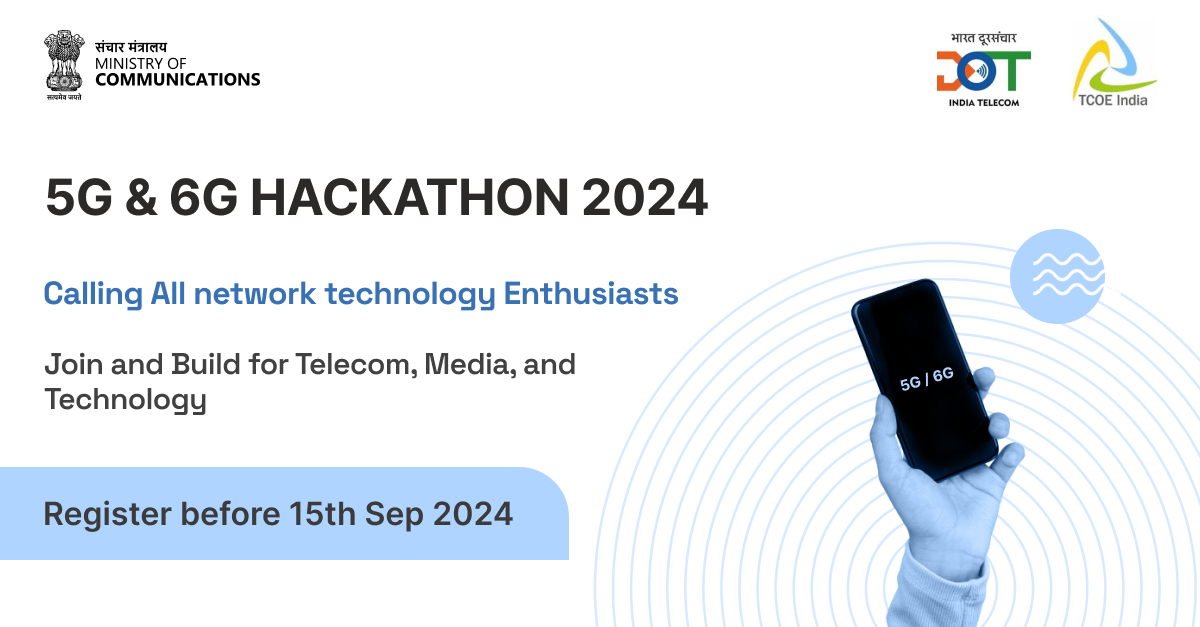 संचार मंत्रालय
MINISTRY OF
COMMUNICATIONS
सत्यमेव जयते
भारत दूरसंचार
DOT
INDIA TELECOM
TCOE India
5G & 6G HACKATHON 2024
Calling All network technology Enthusiasts
Join and Build for Telecom, Media, and
Technology
5G / 6G
Register before 15th Sep 2024